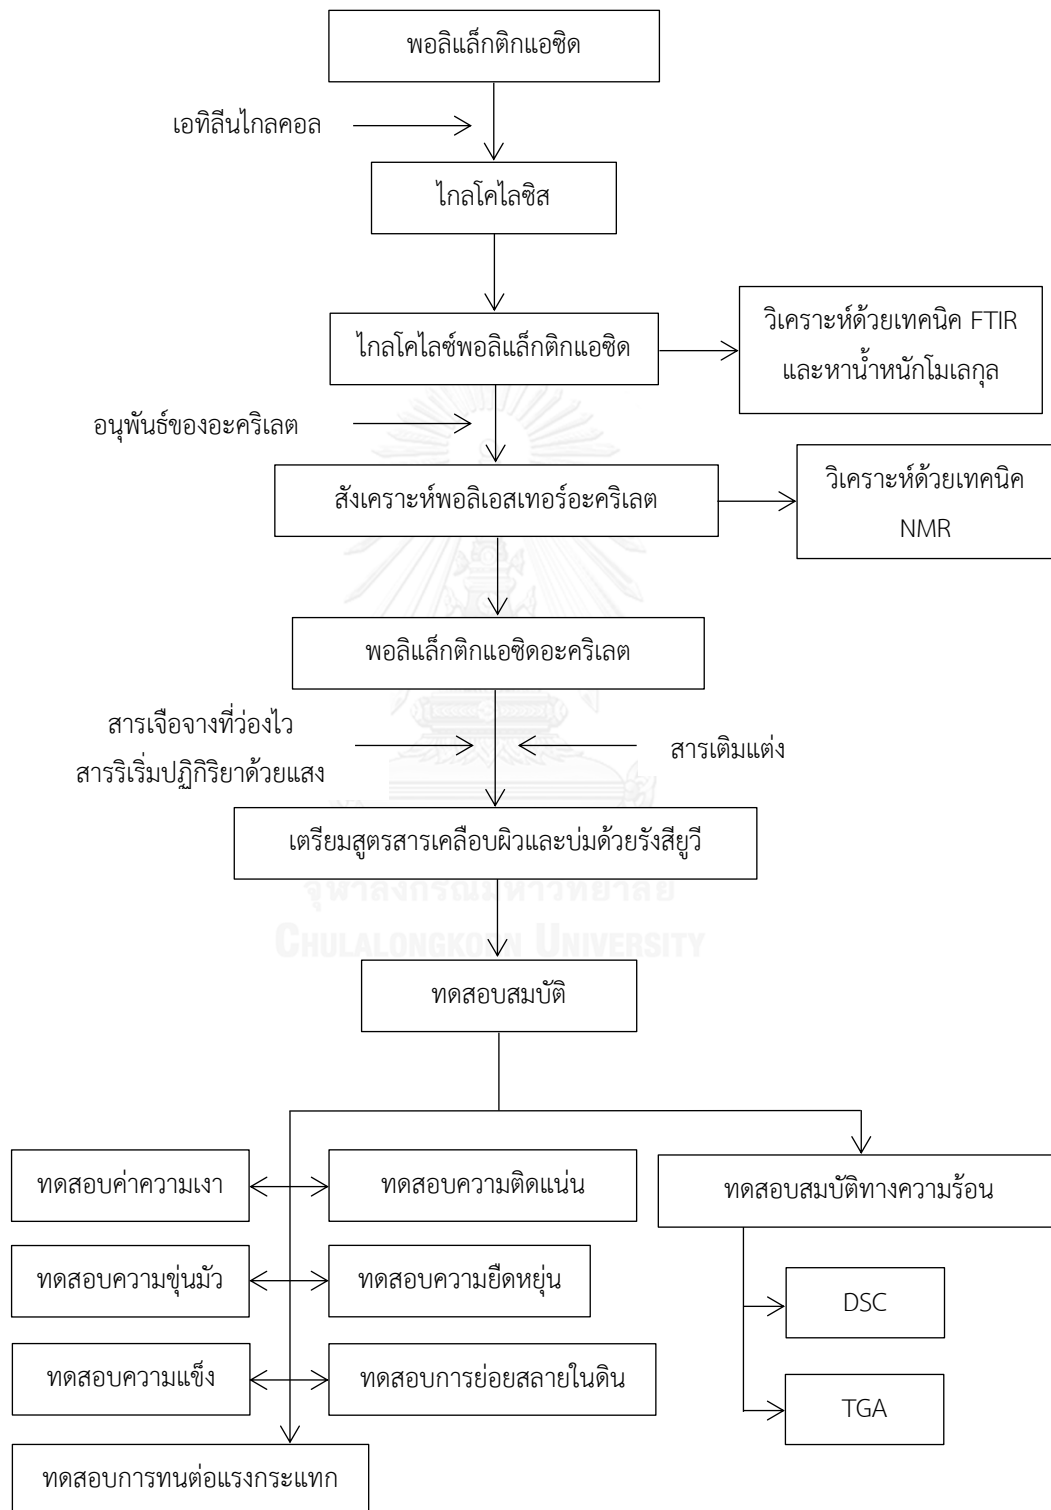 พอลิแล็กติกแอซิด
เอทิลีนไกลคอล
ไกลโคไลซิส
ไกลโคไลซ์พอลิแล็กติกแอซิด
วิเคราะห์ด้วยเทคนิค FTIR
และหาน้ำหนักโมเลกุล
อนุพันธ์ของอะคริเลต
สังเคราะห์พอลิเอสเทอร์อะคริเลต
วิเคราะห์ด้วยเทคนิค
NMR
พอลิแล็กติกแอซิดอะคริเลต
สารเจือจางที่ว่องไว
สารริเริ่มปฏิกิริยาด้วยแสง
สารเติมแต่ง
เตรียมสูตรสารเคลือบผิวและบ่มด้วยรังสียูวี
จุฬาลงกรณ์มหาวิทยาลัย
CHULALONGKORN UNIVERSITY
ทดสอบสมบัติ
ทดสอบค่าความเงา
ทดสอบความติดแน่น
ทดสอบสมบัติทางความร้อน
ทดสอบความขุ่นมัว
ทดสอบความยืดหยุ่น
DSC
ทดสอบความแข็ง
ทดสอบการย่อยสลายในดิน
TGA
ทดสอบการทนต่อแรงกระแทก